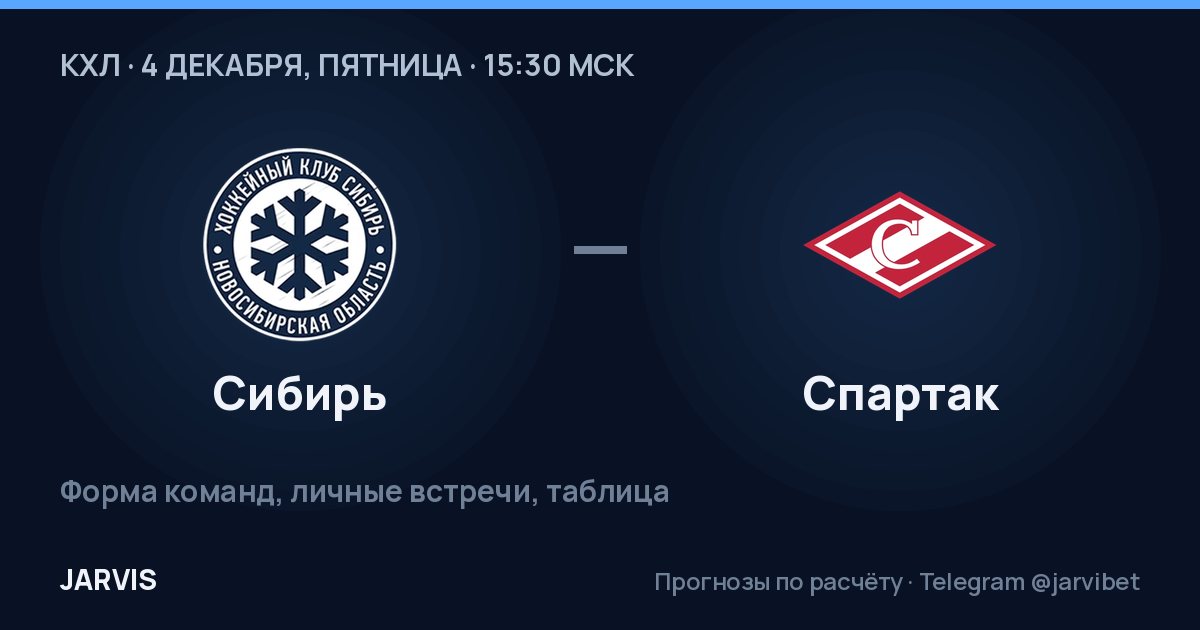 КХЛ · 4 ДЕКАБРЯ, ПЯТНИЦА · 15:30 МСК
ХОККЕЙНЫЙ КЛУБ СИБИРЬ
НОВОСИБИРСКАЯ ОБЛАСТЬ
С
—
Сибирь
Спартак
Форма команд, личные встречи, таблица
JARVIS
Прогнозы по расчёту · Telegram @jarvibet